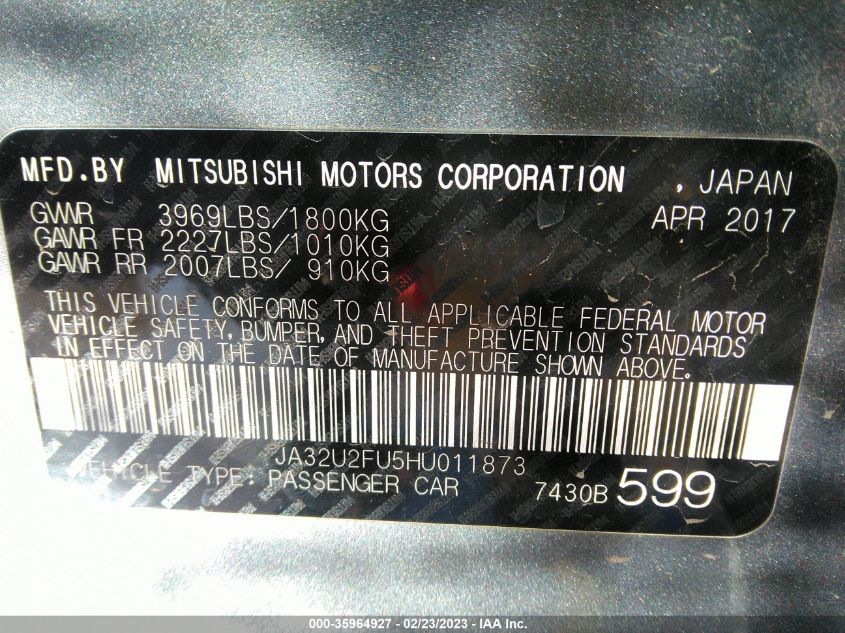 MFD.BY MITSUBISHI MOTORS CORPORATION , JAPAN
GVWR 3969LBS/1800KG APR 2017
GAWR FR 2227LBS/1010KG
GAWR RR 2007LBS/ 910KG
THIS VEHICLE CONFORMS TO ALL APPLICABLE FEDERAL MOTOR
VEHICLE SAFETY, BUMPER, AND THEFT PREVENTION STANDARDS
IN EFFECT ON THE DATE OF MANUFACTURE SHOWN ABOVE.
JA32U2FU5HU011873
VEHICLE TYPE: PASSENGER CAR 7430B 599
000-35964927 - 02/23/2023 - IAA Inc.